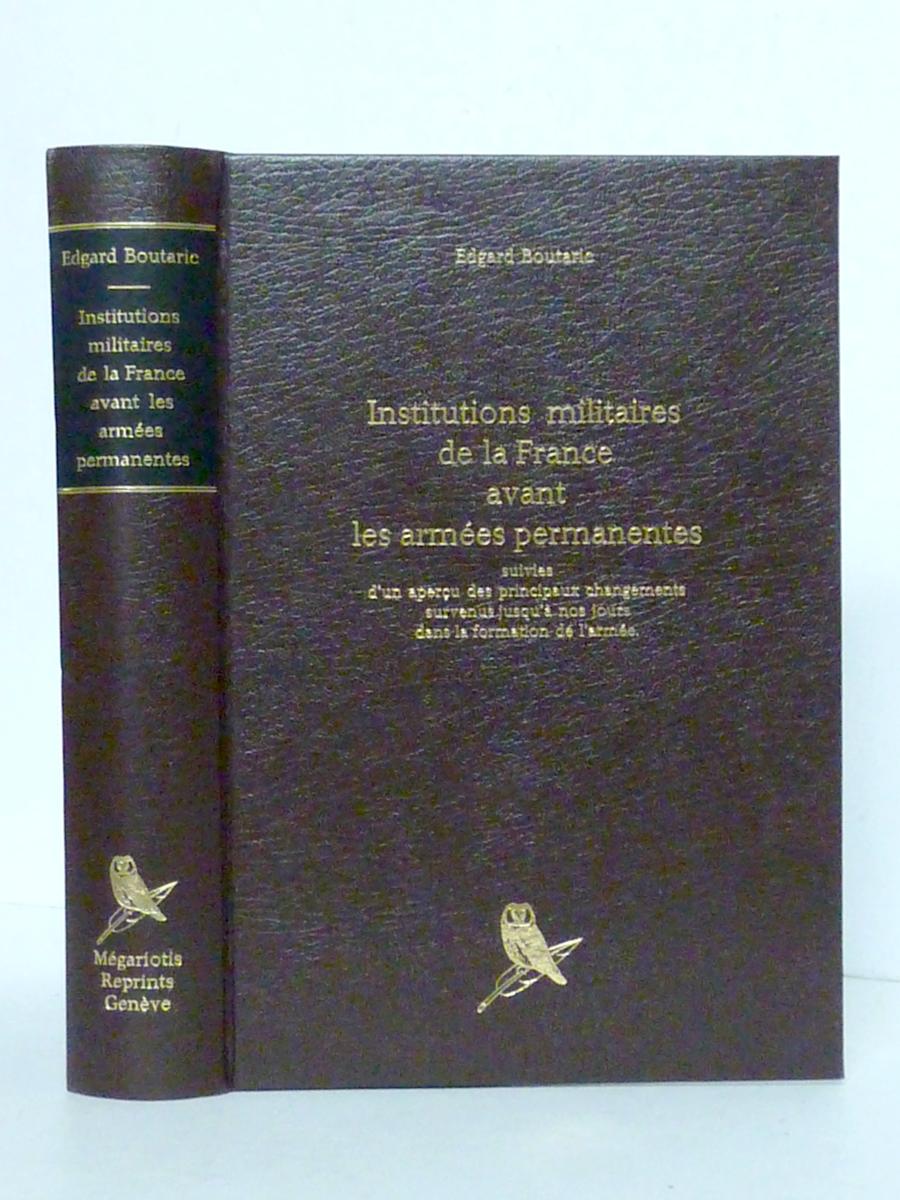 Edgard Boutaric
Institutions
militaires
de la France
avant les
armées
permanentes
Mégariotis
Reprints
Genève
Edgard Boutaric
Institutions militaires
de la France
avant
les armées permanentes
suivies
d'un aperçu des principaux changements
survenus jusqu'à nos jours
dans la formation de l'armée.